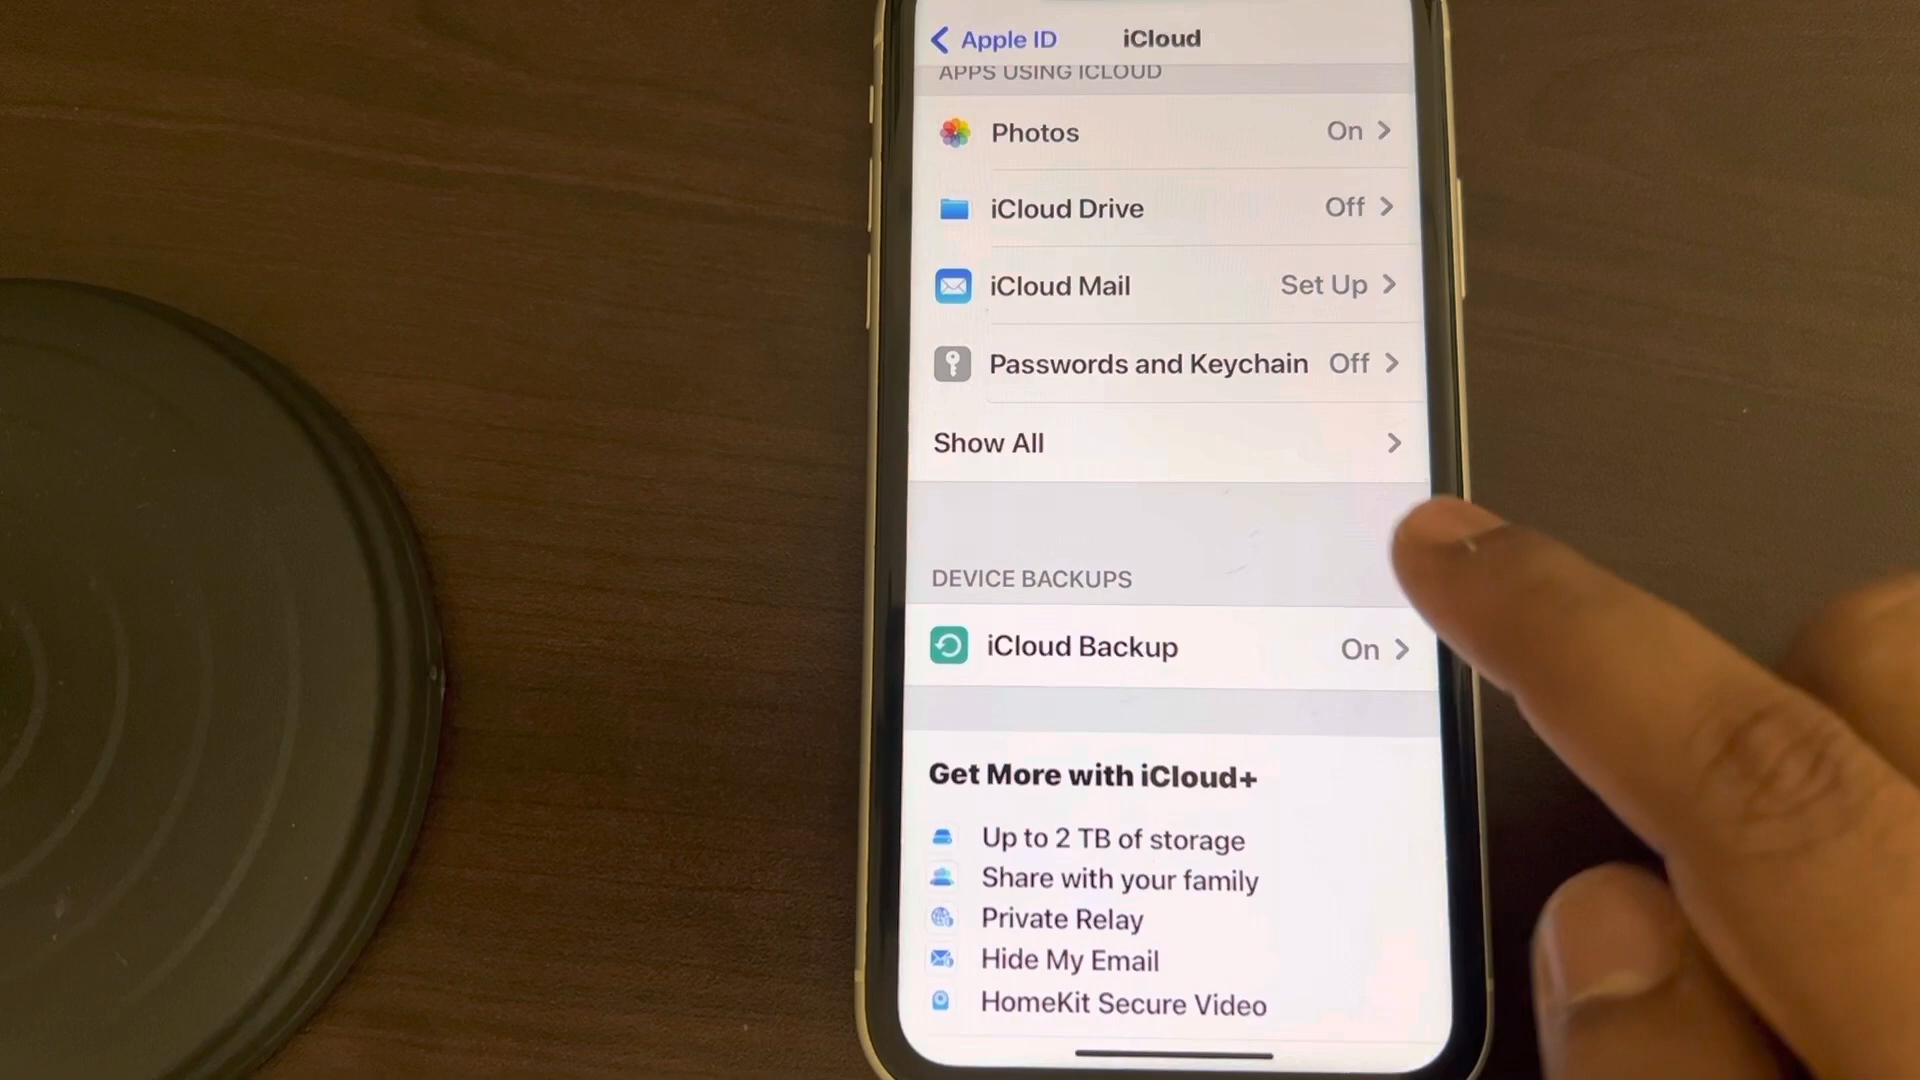 Apple ID iCloud
APPS USING ICLOUD
Photos On
iCloud Drive Off
iCloud Mail Set Up
Passwords and Keychain Off
Show All
DEVICE BACKUPS
iCloud Backup On
Get More with iCloud+
Up to 2 TB of storage
Share with your family
Private Relay
Hide My Email
HomeKit Secure Video